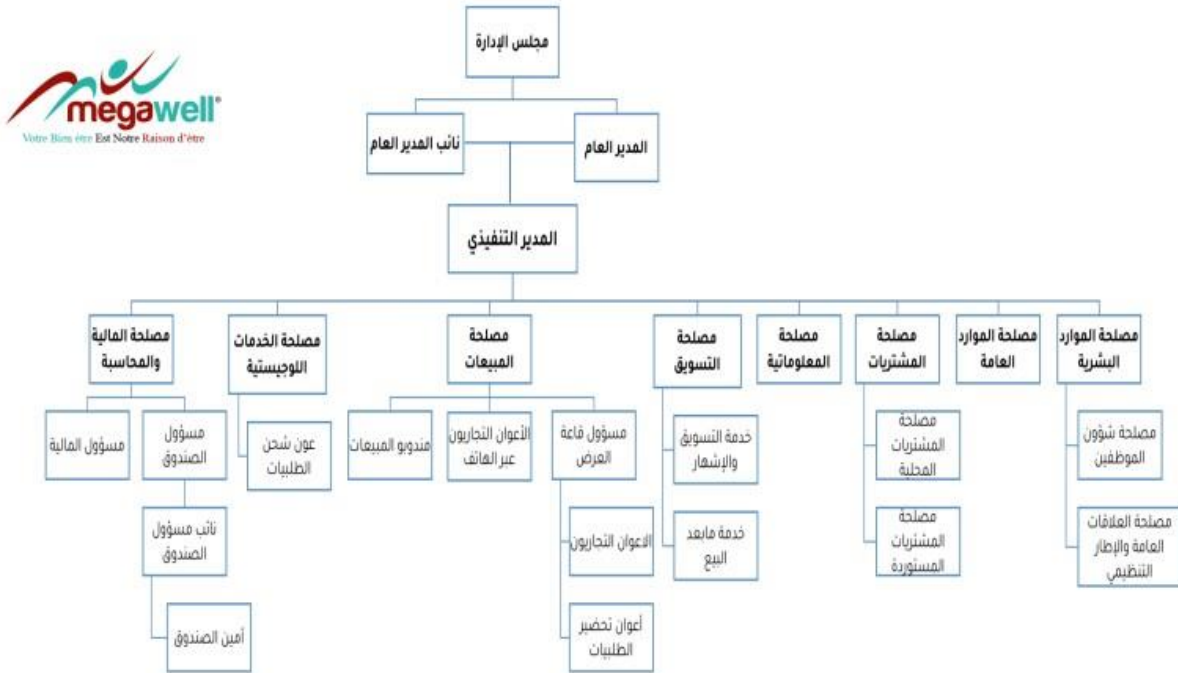 مجلس الإدارة
megawell®
Votre Bien être Est Notre Raison d'être
المدير العام
نائب المدير العام
المدير التنفيذي
مصلحة الموارد
البشرية
مصلحة الموارد
العامة
مصلحة
المشتريات
مصلحة
المعلوماتية
مصلحة
التسويق
مصلحة
المبيعات
مصلحة الخدمات
اللوجيستية
مصلحة المالية
والمحاسبة
مصلحة شؤون
الموظفين
مصلحة
المشتريات
المحلية
خدمة التسويق
والإشهار
مسؤول قاعة
العرض
الأعوان التجاريون
عبر الهاتف
مندوبو المبيعات
عون شحن
الطلبيات
مسؤول
الصندوق
مسؤول المالية
مصلحة العلاقات
العامة والإطار
التنظيمي
مصلحة
المشتريات
المستوردة
خدمة مابعد
البيع
الاعوان التجاريون
نائب مسؤول
الصندوق
أعوان تحضير
الطلبيات
أمين الصندوق